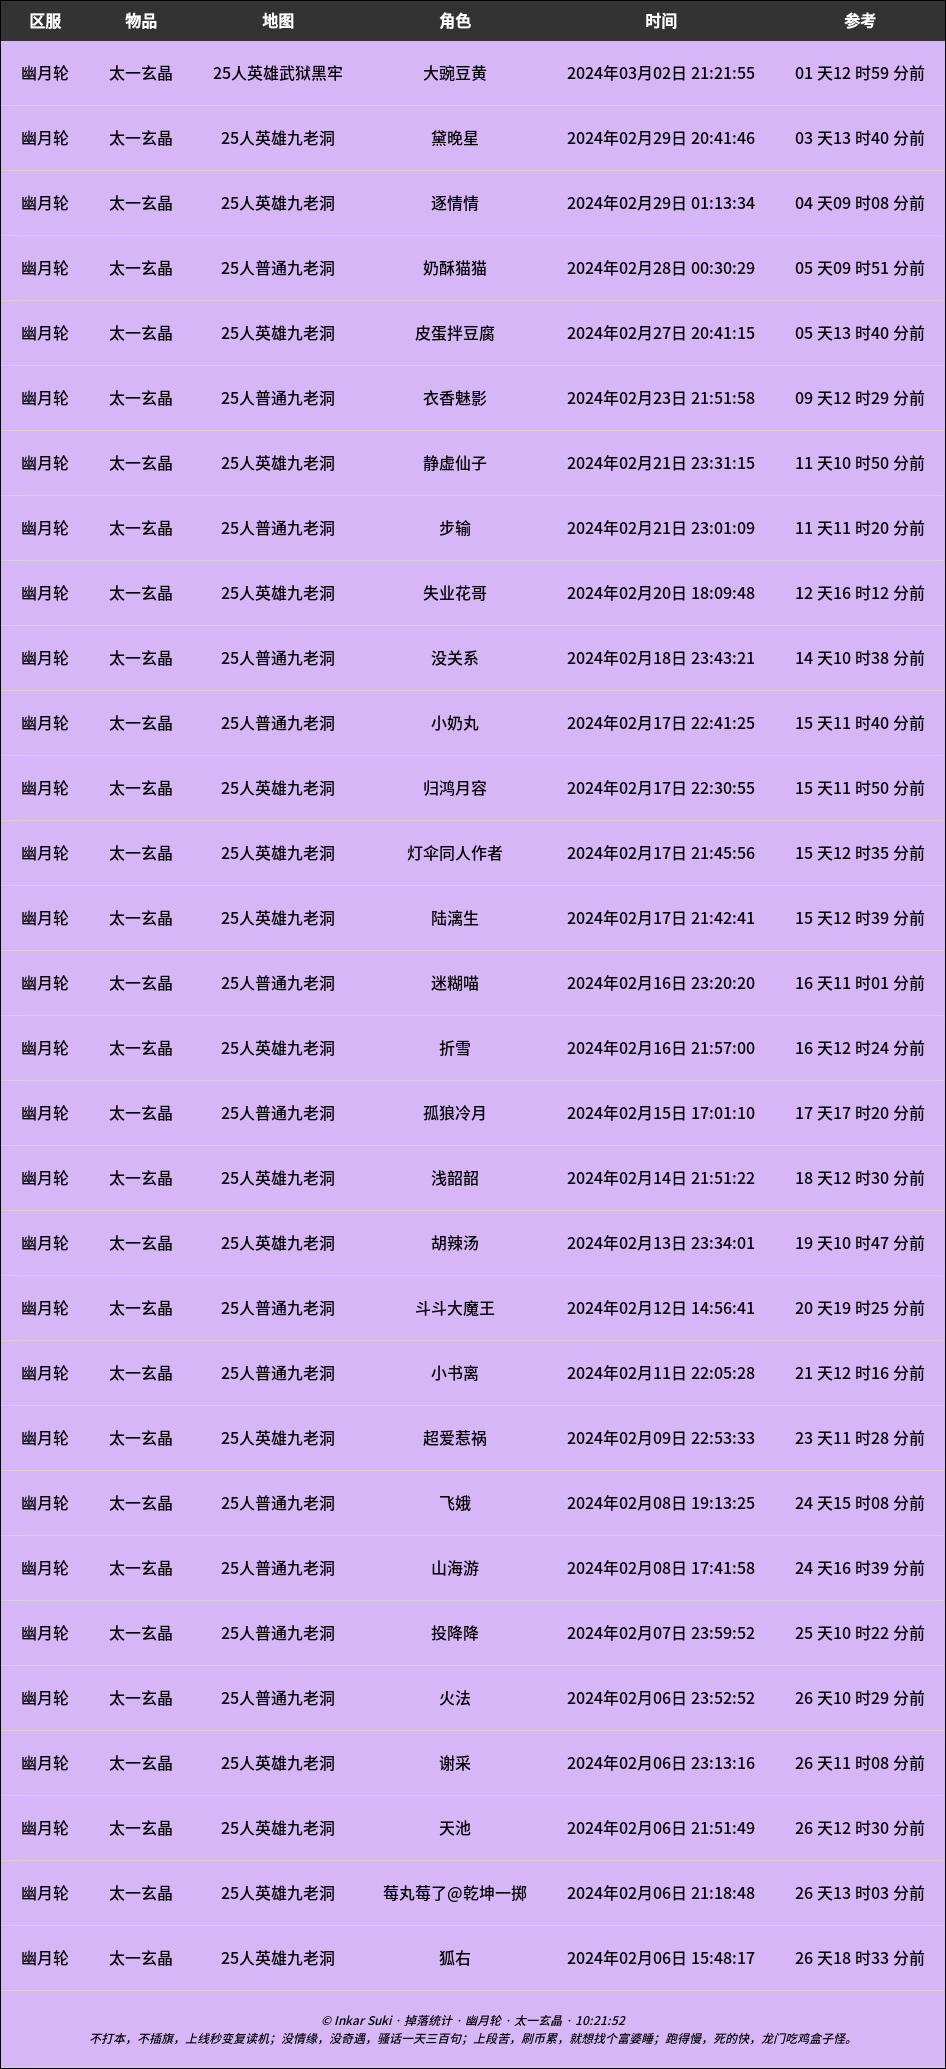 区服 物品 地图 角色 时间 参考
幽月轮 太一玄晶 25人英雄武狱黑牢 大豌豆黄 2024年03月02日 21:21:55 01 天12 时59 分前
幽月轮 太一玄晶 25人英雄九老洞 黛晚星 2024年02月29日 20:41:46 03 天13 时40 分前
幽月轮 太一玄晶 25人英雄九老洞 逐情情 2024年02月29日 01:13:34 04 天09 时08 分前
幽月轮 太一玄晶 25人普通九老洞 奶酥猫猫 2024年02月28日 00:30:29 05 天09 时51 分前
幽月轮 太一玄晶 25人英雄九老洞 皮蛋拌豆腐 2024年02月27日 20:41:15 05 天13 时40 分前
幽月轮 太一玄晶 25人普通九老洞 衣香魅影 2024年02月23日 21:51:58 09 天12 时29 分前
幽月轮 太一玄晶 25人英雄九老洞 静虚仙子 2024年02月21日 23:31:15 11 天10 时50 分前
幽月轮 太一玄晶 25人普通九老洞 步输 2024年02月21日 23:01:09 11 天11 时20 分前
幽月轮 太一玄晶 25人英雄九老洞 失业花哥 2024年02月20日 18:09:48 12 天16 时12 分前
幽月轮 太一玄晶 25人普通九老洞 没关系 2024年02月18日 23:43:21 14 天10 时38 分前
幽月轮 太一玄晶 25人普通九老洞 小奶丸 2024年02月17日 22:41:25 15 天11 时40 分前
幽月轮 太一玄晶 25人英雄九老洞 归鸿月容 2024年02月17日 22:30:55 15 天11 时50 分前
幽月轮 太一玄晶 25人英雄九老洞 灯伞同人作者 2024年02月17日 21:45:56 15 天12 时35 分前
幽月轮 太一玄晶 25人英雄九老洞 陆漓生 2024年02月17日 21:42:41 15 天12 时39 分前
幽月轮 太一玄晶 25人普通九老洞 迷糊喵 2024年02月16日 23:20:20 16 天11 时01 分前
幽月轮 太一玄晶 25人英雄九老洞 折雪 2024年02月16日 21:57:00 16 天12 时24 分前
幽月轮 太一玄晶 25人普通九老洞 孤狼冷月 2024年02月15日 17:01:10 17 天17 时20 分前
幽月轮 太一玄晶 25人英雄九老洞 浅韶韶 2024年02月14日 21:51:22 18 天12 时30 分前
幽月轮 太一玄晶 25人英雄九老洞 胡辣汤 2024年02月13日 23:34:01 19 天10 时47 分前
幽月轮 太一玄晶 25人普通九老洞 斗斗大魔王 2024年02月12日 14:56:41 20 天19 时25 分前
幽月轮 太一玄晶 25人普通九老洞 小书离 2024年02月11日 22:05:28 21 天12 时16 分前
幽月轮 太一玄晶 25人英雄九老洞 超爱惹祸 2024年02月09日 22:53:33 23 天11 时28 分前
幽月轮 太一玄晶 25人普通九老洞 飞娥 2024年02月08日 19:13:25 24 天15 时08 分前
幽月轮 太一玄晶 25人普通九老洞 山海游 2024年02月08日 17:41:58 24 天16 时39 分前
幽月轮 太一玄晶 25人普通九老洞 投降降 2024年02月07日 23:59:52 25 天10 时22 分前
幽月轮 太一玄晶 25人普通九老洞 火法 2024年02月06日 23:52:52 26 天10 时29 分前
幽月轮 太一玄晶 25人英雄九老洞 谢采 2024年02月06日 23:13:16 26 天11 时08 分前
幽月轮 太一玄晶 25人英雄九老洞 天池 2024年02月06日 21:51:49 26 天12 时30 分前
幽月轮 太一玄晶 25人英雄九老洞 莓丸莓了@乾坤一掷 2024年02月06日 21:18:48 26 天13 时03 分前
幽月轮 太一玄晶 25人英雄九老洞 狐右 2024年02月06日 15:48:17 26 天18 时33 分前
© Inkar Suki · 掉落统计 · 幽月轮 · 太一玄晶 · 10:21:52
不打本，不插旗，上线秒变复读机；没情缘，没奇遇，骚话一天三百句；上段苦，刷币累，就想找个富婆睡；跑得慢，死的快，龙门吃鸡盒子怪。